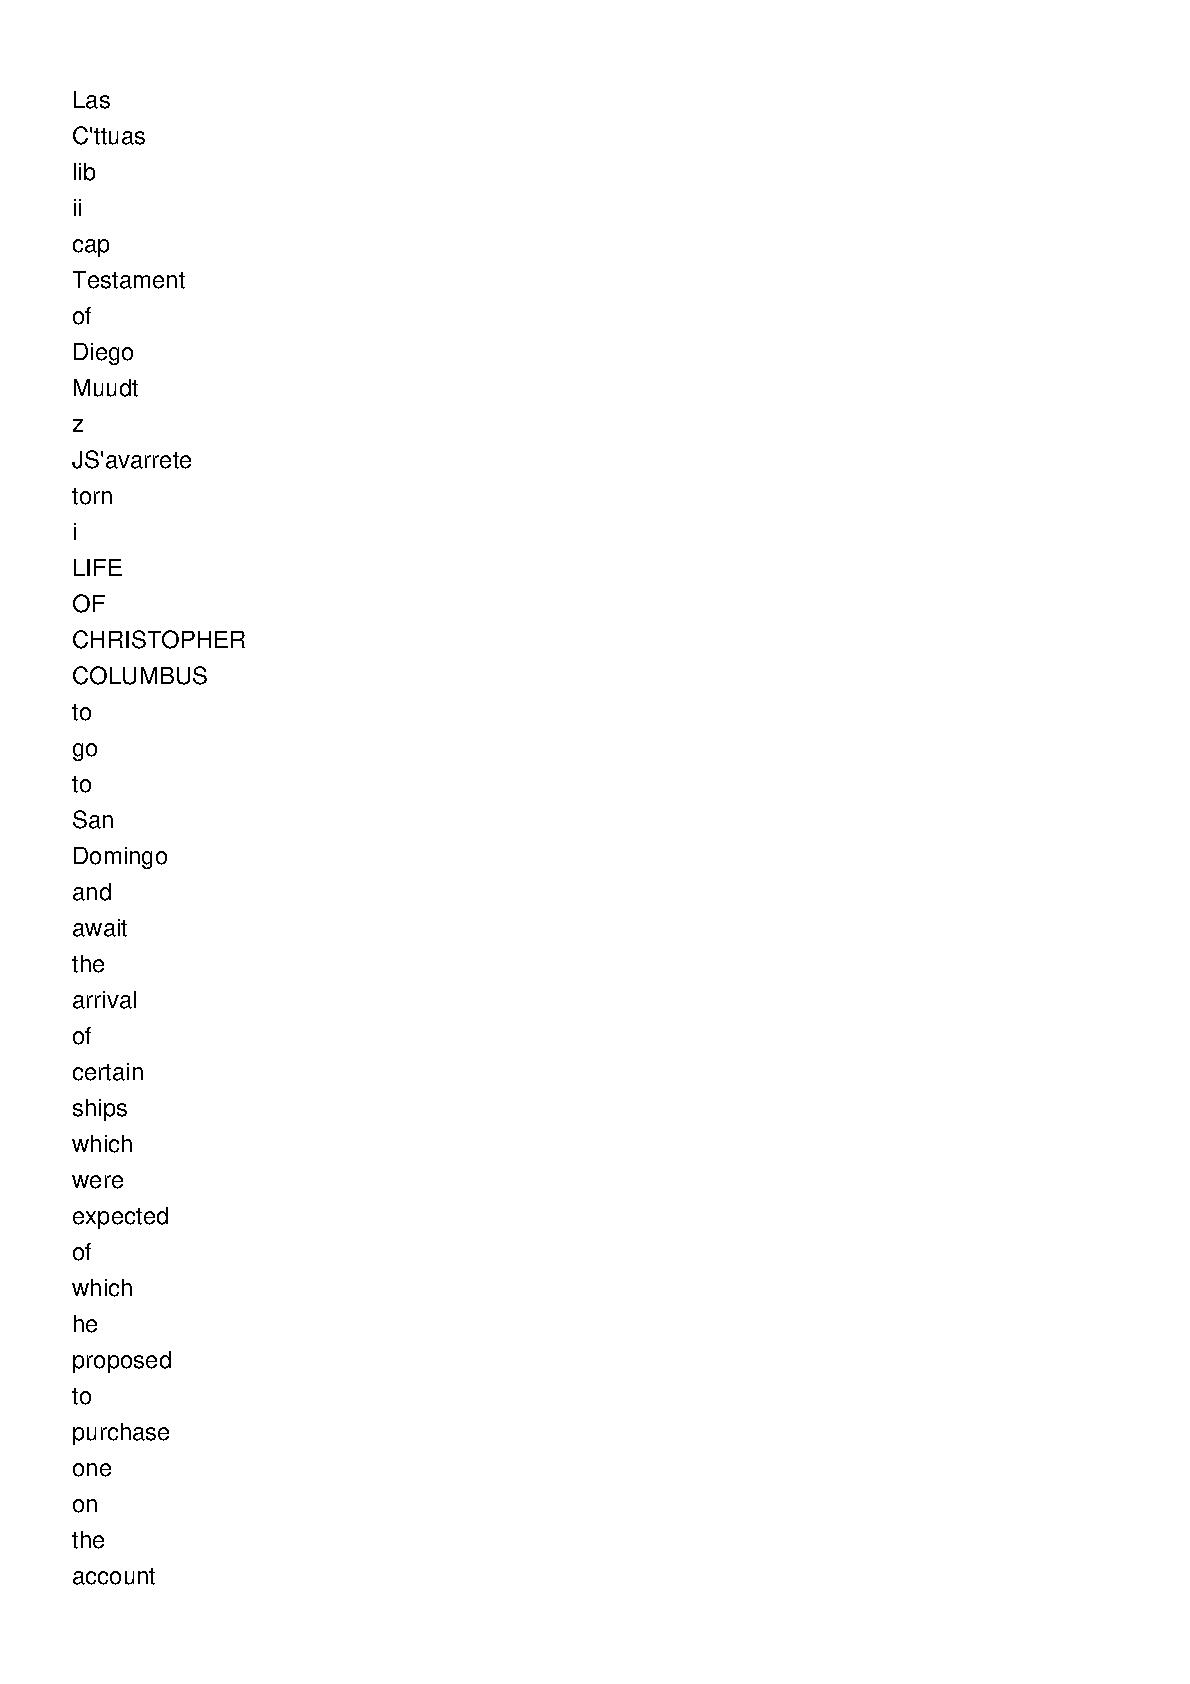 Las
C'ttuas
lib
ii
cap
Testament
of
Diego
Muudt
z
JS'avarrete
torn
i
LIFE
OF
CHRISTOPHER
COLUMBUS
to
go
to
San
Domingo
and
await
the
arrival
of
certain
ships
which
were
expected
of
which
he
proposed
to
purchase
one
on
the
account